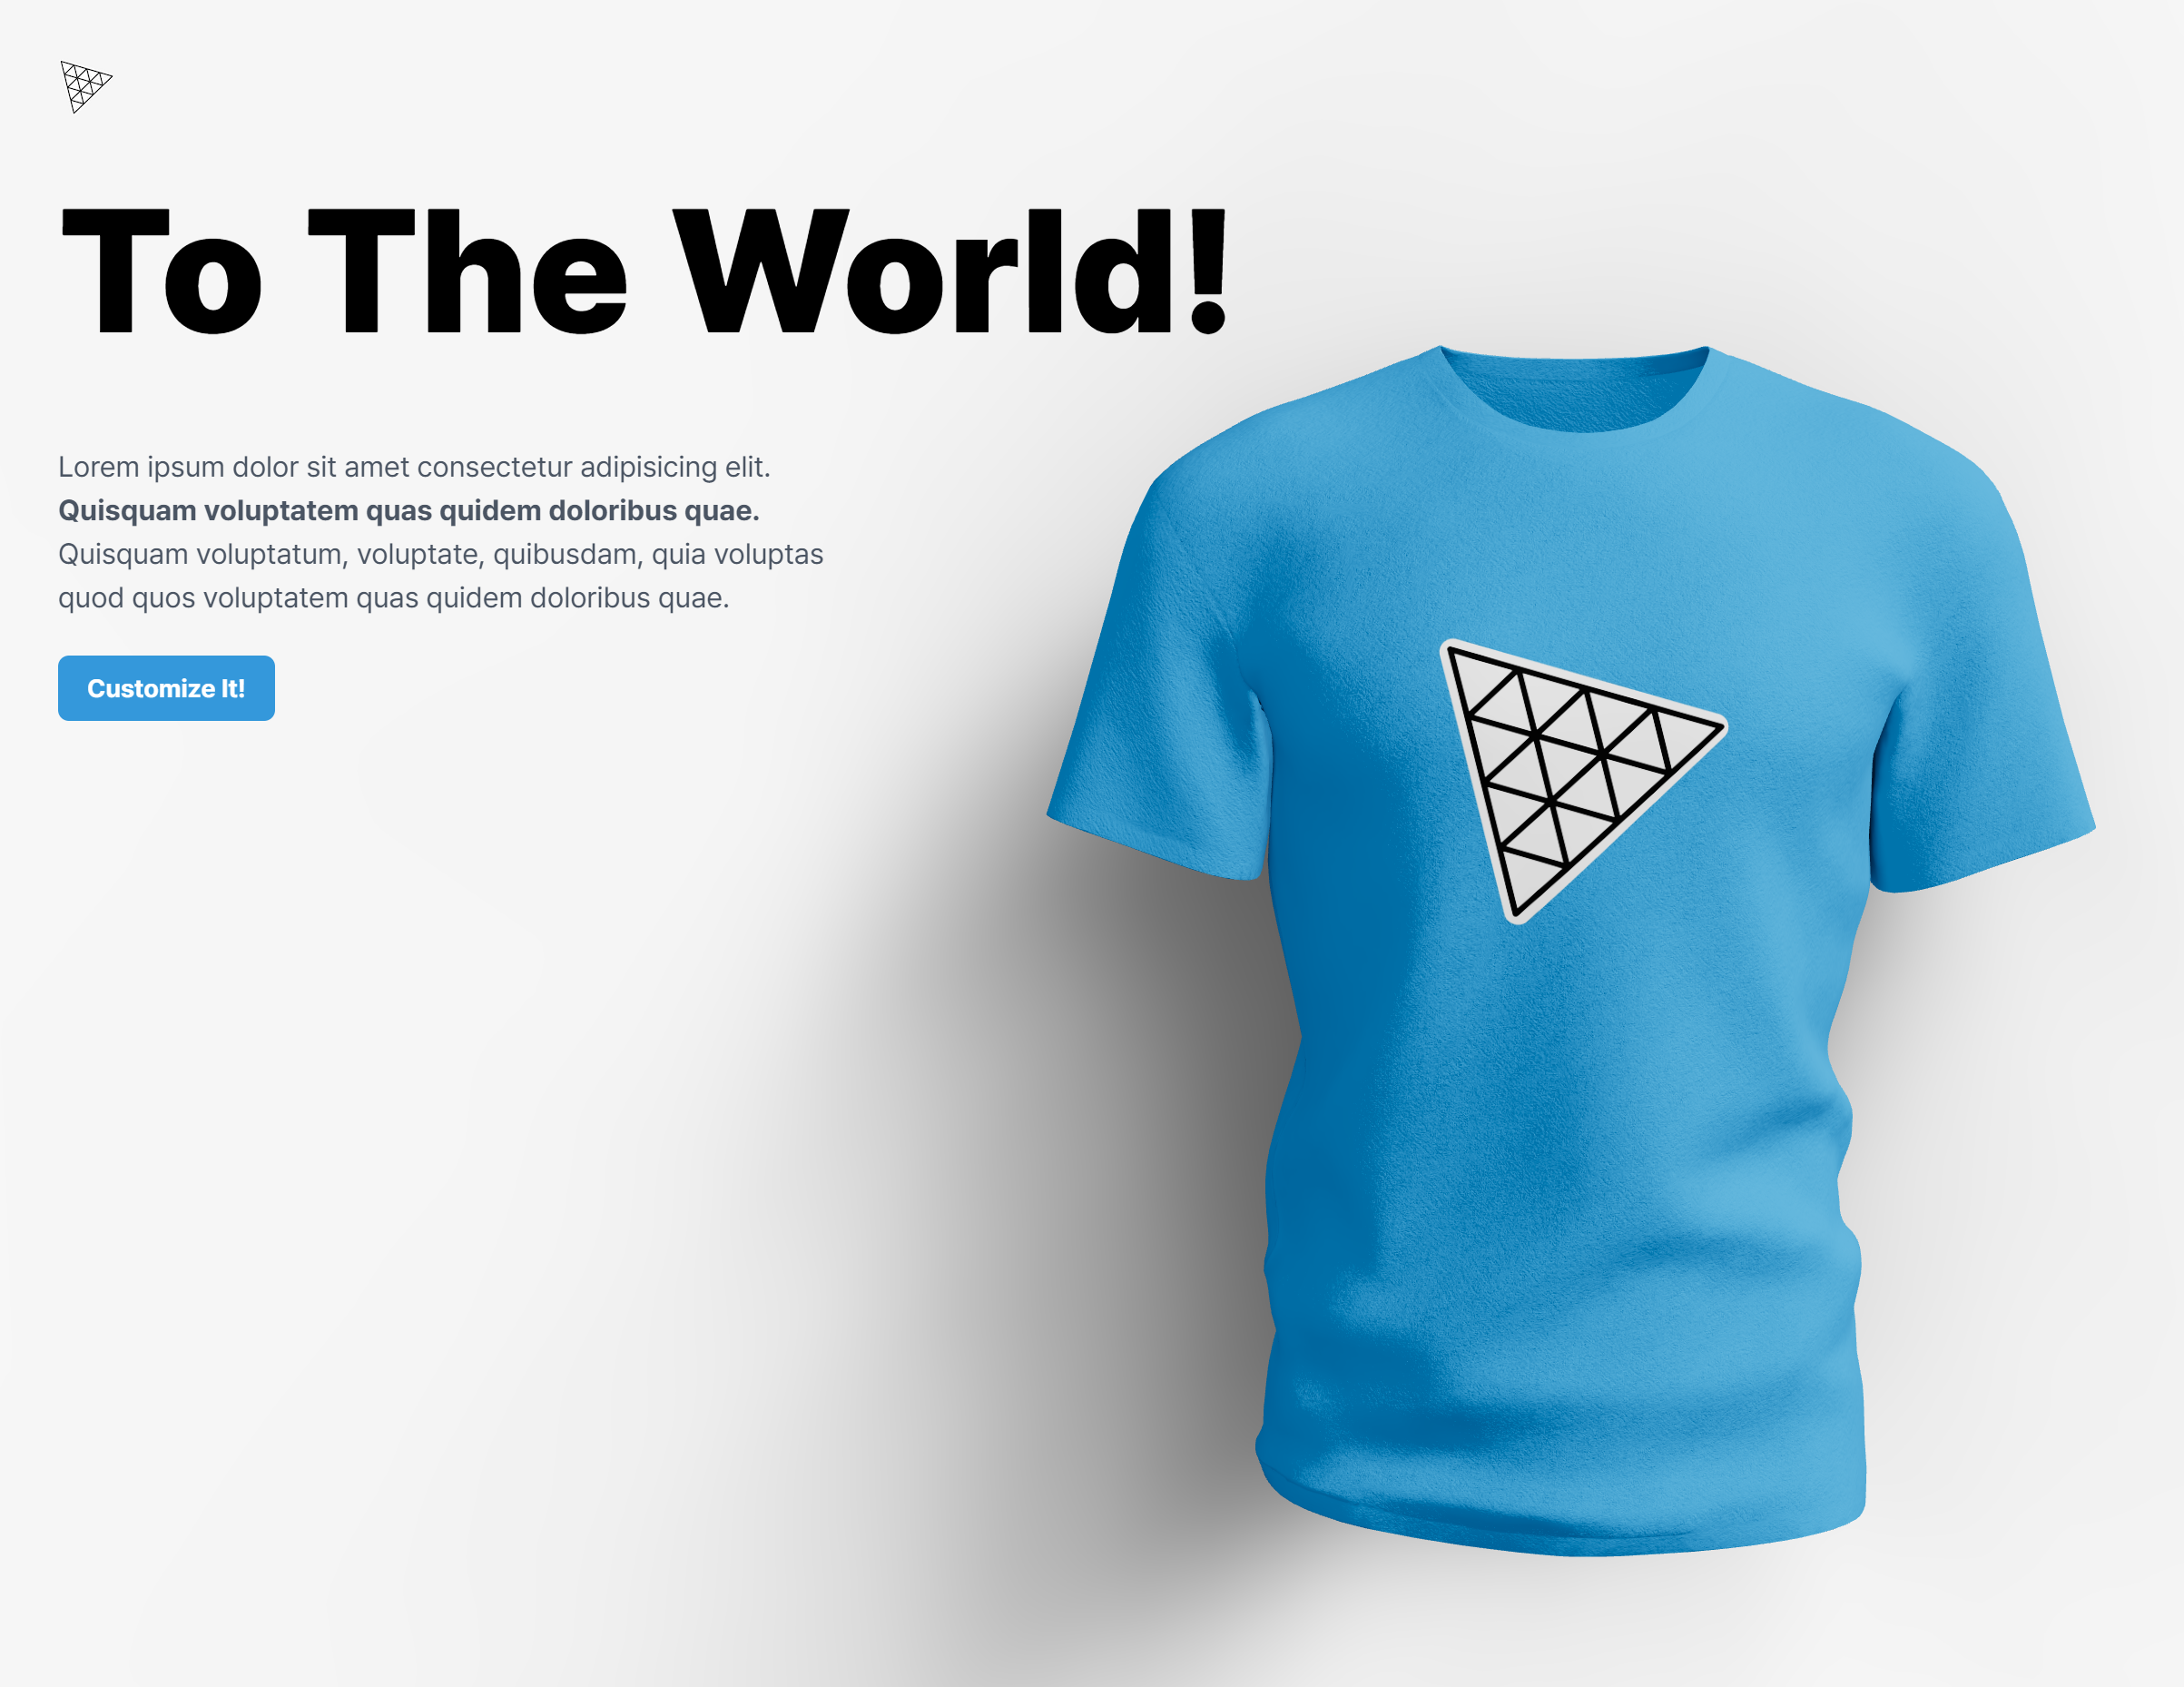 To The World!
Lorem ipsum dolor sit amet consectetur adipisicing elit.
Quisquam voluptatem quas quidem doloribus quae.
Quisquam voluptatum, voluptate, quibusdam, quia voluptas
quod quos voluptatem quas quidem doloribus quae.
Customize It!